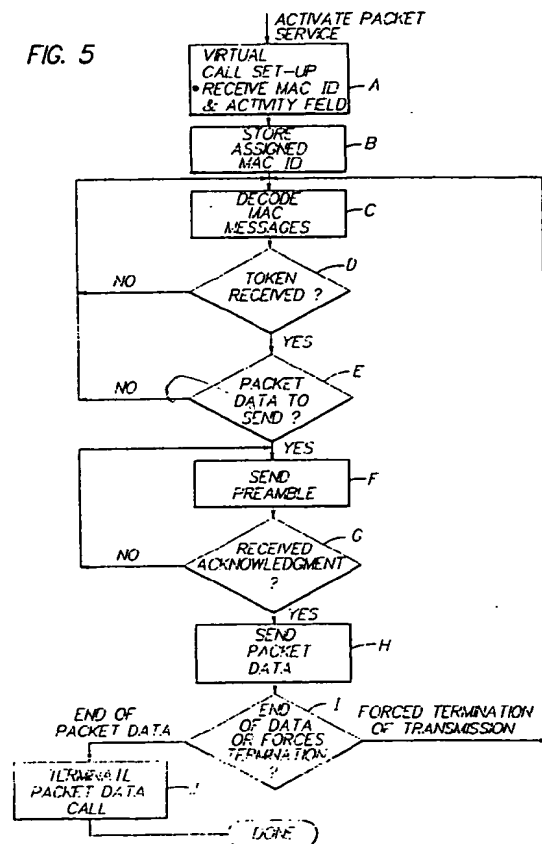 ACTIVATE PACKET
SERVICE
FIG. 5
VIRTUAL
CALL SET-UP
• RECEIVE MAC ID
& ACTIVITY FELD
A
STORE
ASSIGNED
MAC ID
B
DECODE
MAC
MESSAGES
C
TOKEN
RECEIVED ?
D
NO
YES
PACKET
DATA TO
SEND ?
E
NO
YES
SEND
PREAMBLE
F
RECEIVED
ACKNOWLEDGMENT
?
G
NO
YES
SEND
PACKET
DATA
H
END
OF DATA
OR FORCES
TERMINATION
?
I
END OF
PACKET DATA
FORCED TERMINATION
OF TRANSMISSION
TERMINATE
PACKET DATA
CALL
J
DONE